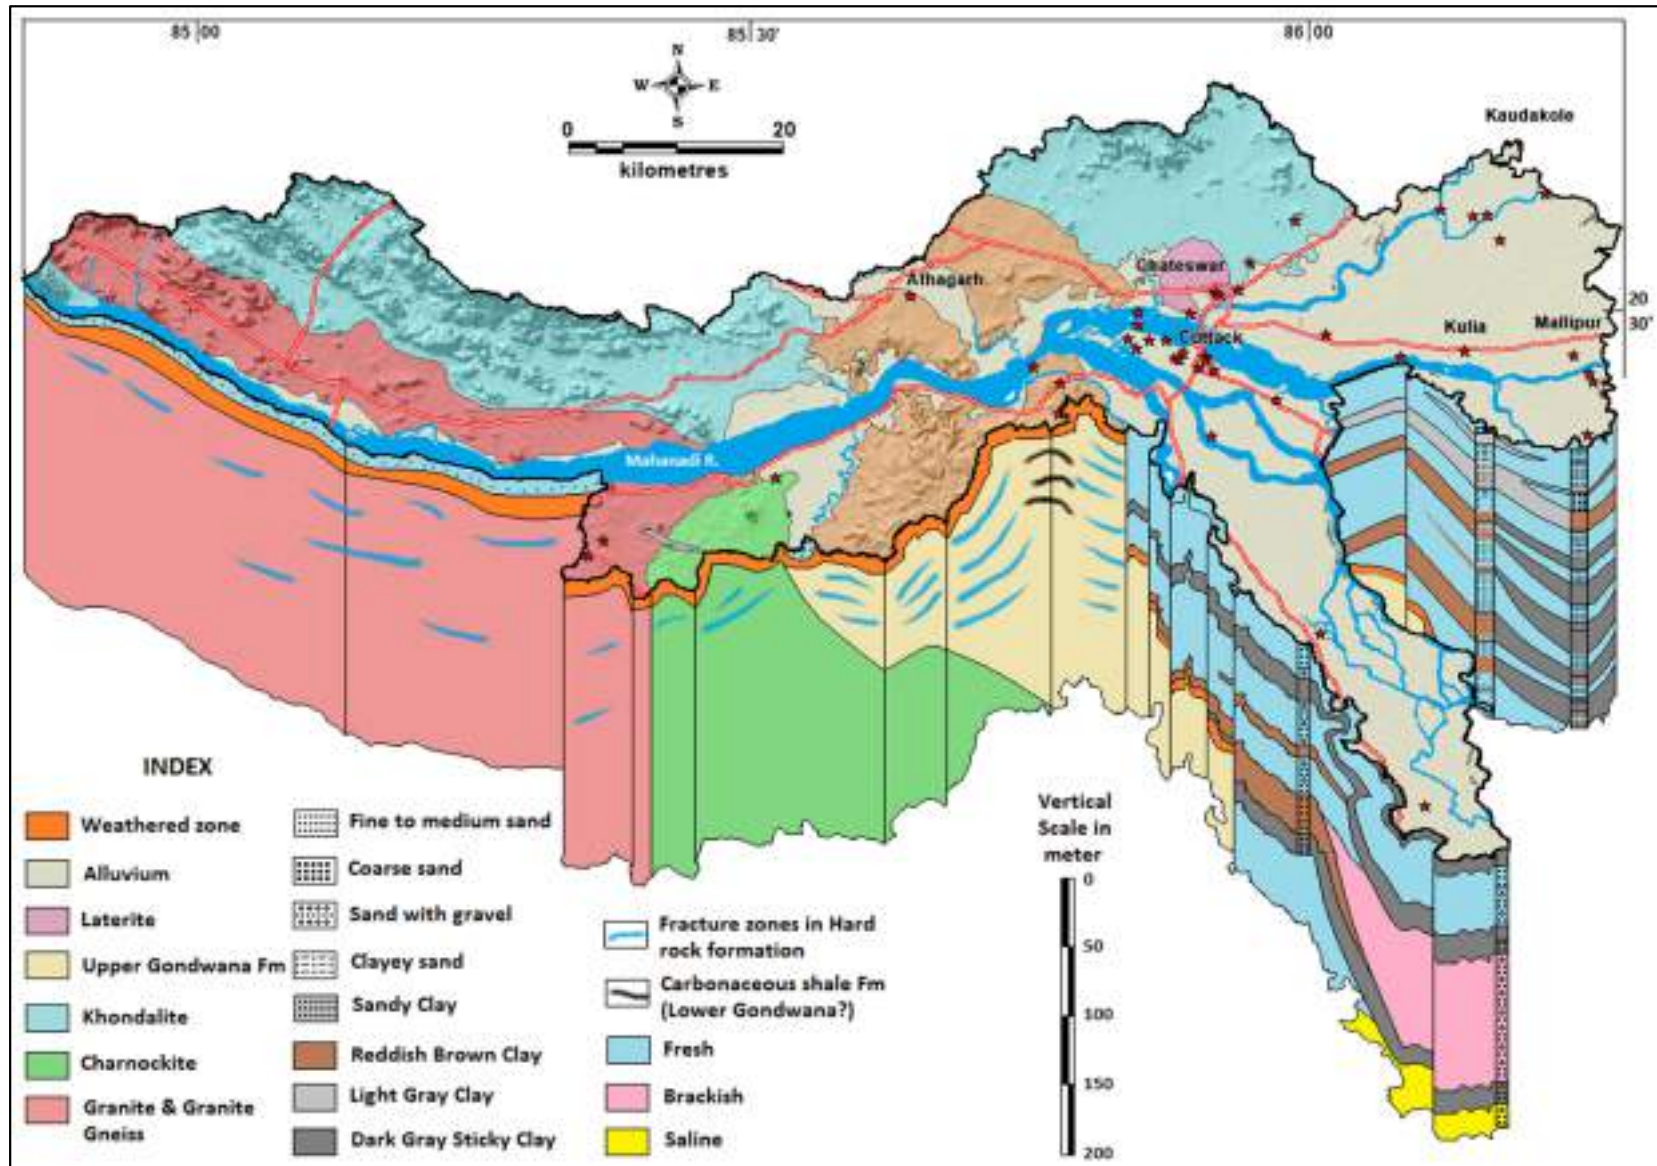 85 00
85 30'
86 00
N
W E
S
0 20
kilometres
Kaudakole
Athagarh
Ghateswar
20
30'
Kulia
Mallipur
Cuttack
Mahanadi R.
INDEX
Weathered zone
Alluvium
Laterite
Upper Gondwana Fm
Khondalite
Charnockite
Granite & Granite
Gneiss
Fine to medium sand
Coarse sand
Sand with gravel
Clayey sand
Sandy Clay
Reddish Brown Clay
Light Gray Clay
Dark Gray Sticky Clay
Fracture zones in Hard
rock formation
Carbonaceous shale Fm
(Lower Gondwana?)
Fresh
Brackish
Saline
Vertical
Scale in
meter
0
50
100
150
200